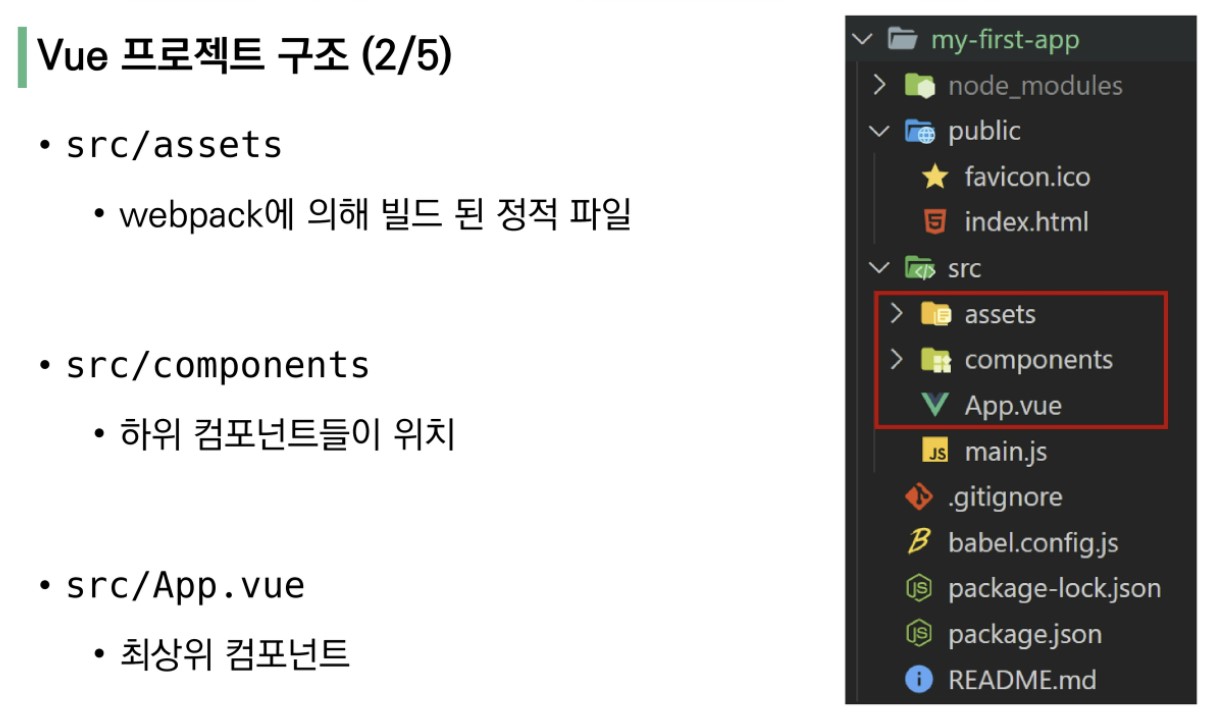 Vue 프로젝트 구조 (2/5)
• src/assets
• webpack에 의해 빌드 된 정적 파일
• src/components
• 하위 컴포넌트들이 위치
• src/App.vue
• 최상위 컴포넌트
my-first-app
node_modules
public
favicon.ico
index.html
src
assets
components
App.vue
main.js
.gitignore
babel.config.js
package-lock.json
package.json
README.md